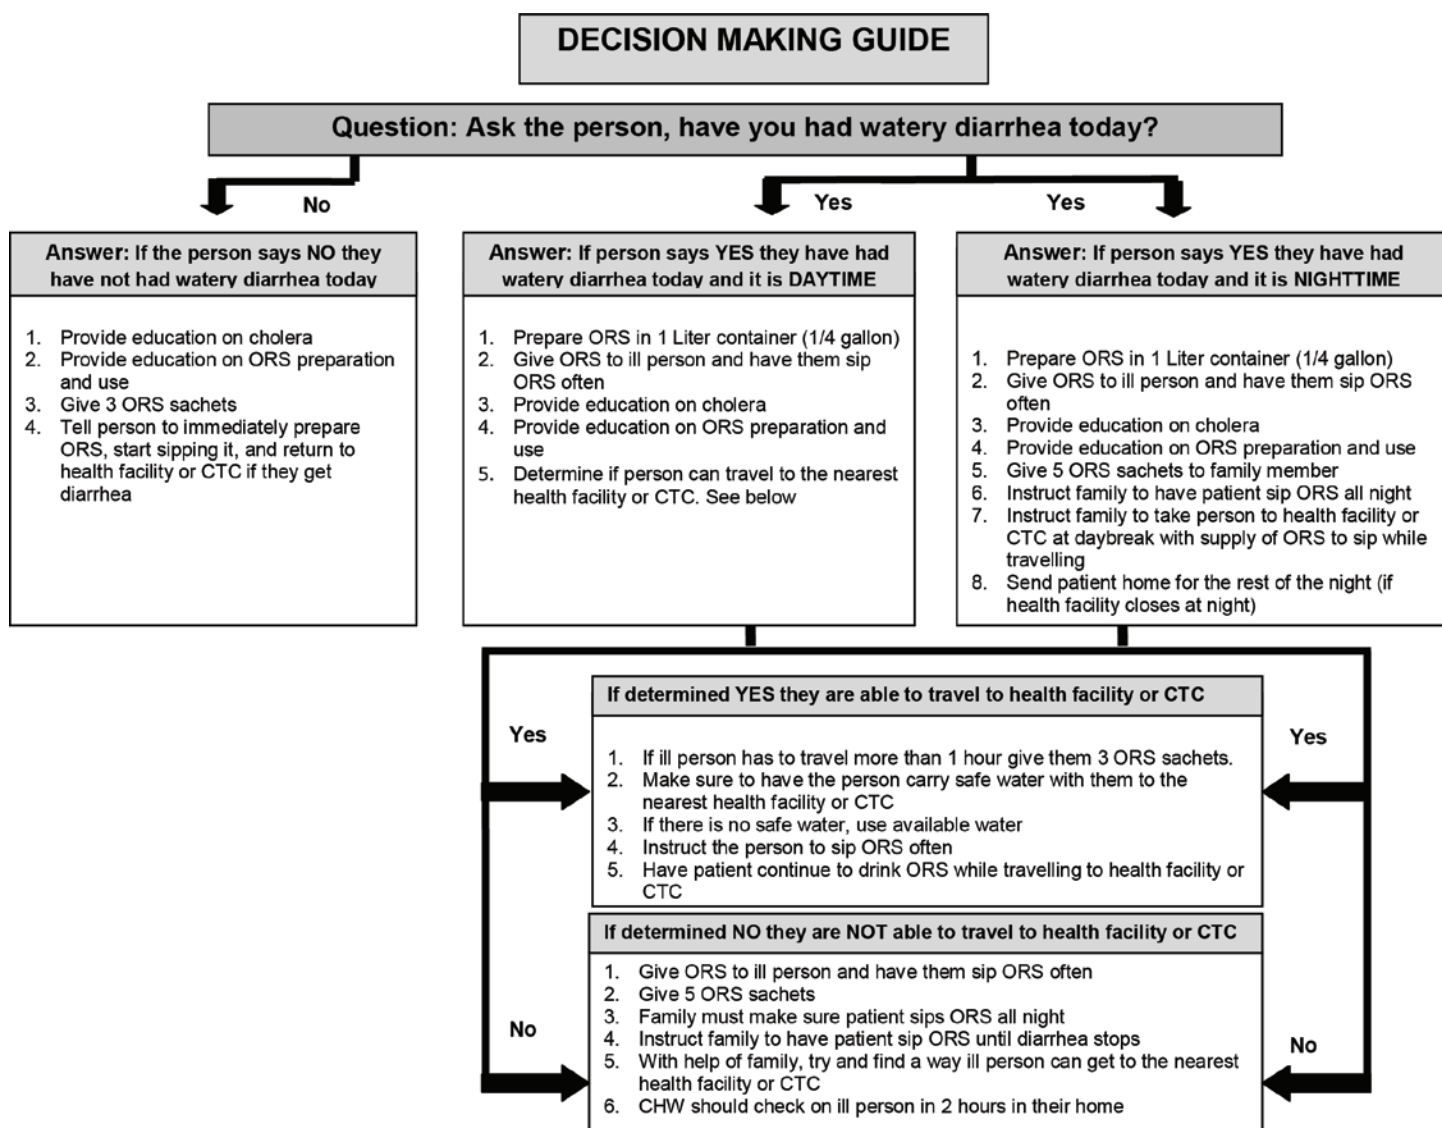 DECISION MAKING GUIDE
Question: Ask the person, have you had watery diarrhea today?
No
Yes
Yes
Answer: If the person says NO they
have not had watery diarrhea today
1. Provide education on cholera
2. Provide education on ORS preparation
and use
3. Give 3 ORS sachets
4. Tell person to immediately prepare
ORS, start sipping it, and return to
health facility or CTC if they get
diarrhea
Answer: If person says YES they have had
watery diarrhea today and it is DAYTIME
1. Prepare ORS in 1 Liter container (1/4 gallon)
2. Give ORS to ill person and have them sip
ORS often
3. Provide education on cholera
4. Provide education on ORS preparation and
use
5. Determine if person can travel to the nearest
health facility or CTC. See below
Answer: If person says YES they have had
watery diarrhea today and it is NIGHTTIME
1. Prepare ORS in 1 Liter container (1/4 gallon)
2. Give ORS to ill person and have them sip ORS
often
3. Provide education on cholera
4. Provide education on ORS preparation and use
5. Give 5 ORS sachets to family member
6. Instruct family to have patient sip ORS all night
7. Instruct family to take person to health facility or
CTC at daybreak with supply of ORS to sip while
travelling
8. Send patient home for the rest of the night (if
health facility closes at night)
If determined YES they are able to travel to health facility or CTC
Yes
Yes
1. If ill person has to travel more than 1 hour give them 3 ORS sachets.
2. Make sure to have the person carry safe water with them to the
nearest health facility or CTC
3. If there is no safe water, use available water
4. Instruct the person to sip ORS often
5. Have patient continue to drink ORS while travelling to health facility or
CTC
If determined NO they are NOT able to travel to health facility or CTC
No
No
1. Give ORS to ill person and have them sip ORS often
2. Give 5 ORS sachets
3. Family must make sure patient sips ORS all night
4. Instruct family to have patient sip ORS until diarrhea stops
5. With help of family, try and find a way ill person can get to the nearest
health facility or CTC
6. CHW should check on ill person in 2 hours in their home